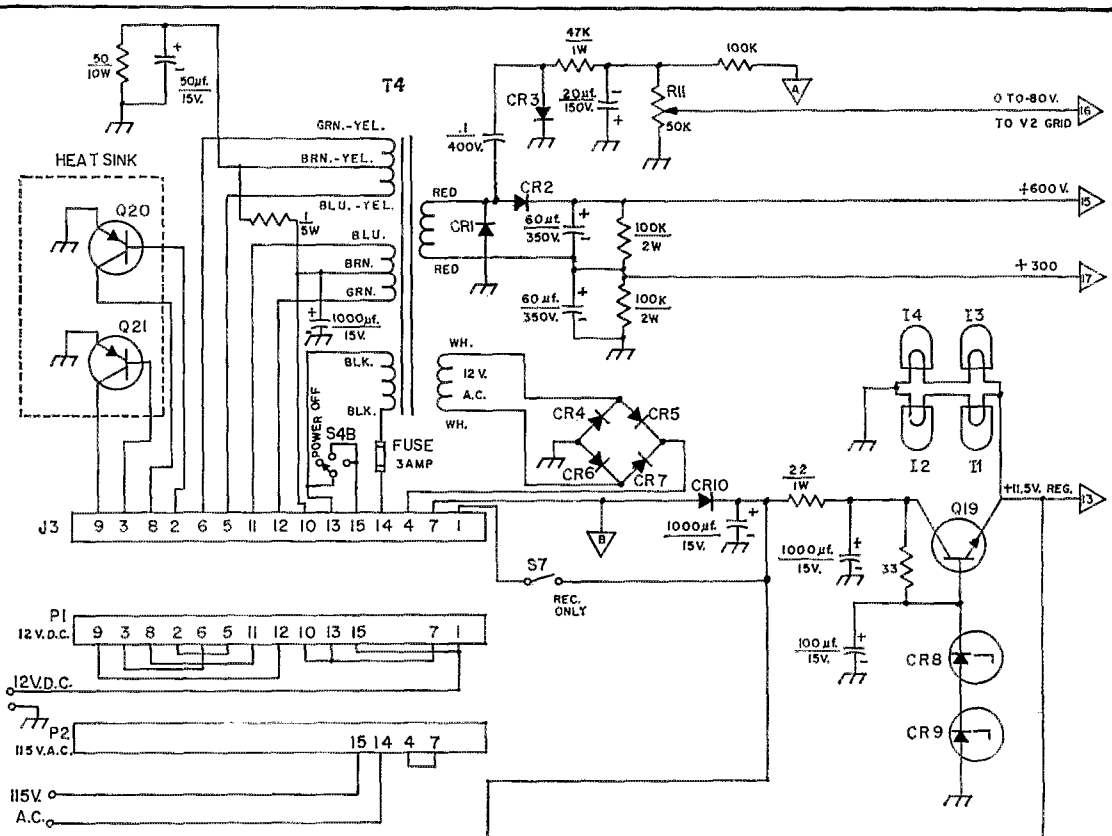 50
10W
+
-
50µf.
15V.
T4
47K
1W
100K
A
CR3
20µf.
150V.
-
+
R11
50K
0 TO-80V.
TO V2 GRID
16
.1
400V.
GRN.-YEL.
BRN.-YEL.
BLU.-YEL.
HEAT SINK
Q20
Q21
1
5W
RED
RED
CR2
CR1
60µf.
350V.
+
-
100K
2W
+600V.
15
+300
17
60µf.
350V.
+
-
100K
2W
BLU.
BRN.
GRN.
+
-
1000µf.
15V.
BLK.
BLK.
WH.
12V.
A.C.
WH.
POWER OFF
S4B
FUSE
3AMP
CR4
CR5
CR6
CR7
I4
I3
I2
I1
+11.5V. REG.
13
CR10
22
1W
Q19
1000µf.
15V.
+
-
1000µf.
15V.
+
-
33
B
J3
9 3 8 2 6 5 11 12 10 13 15 14 4 7 1
S7
REC.
ONLY
100µf.
15V.
+
-
CR8
CR9
P1
12V.D.C.
9 3 8 2 6 5 11 12 10 13 15 7 1
12V.D.C.
P2
115V.A.C.
15 14 4 7
115V.
A.C.